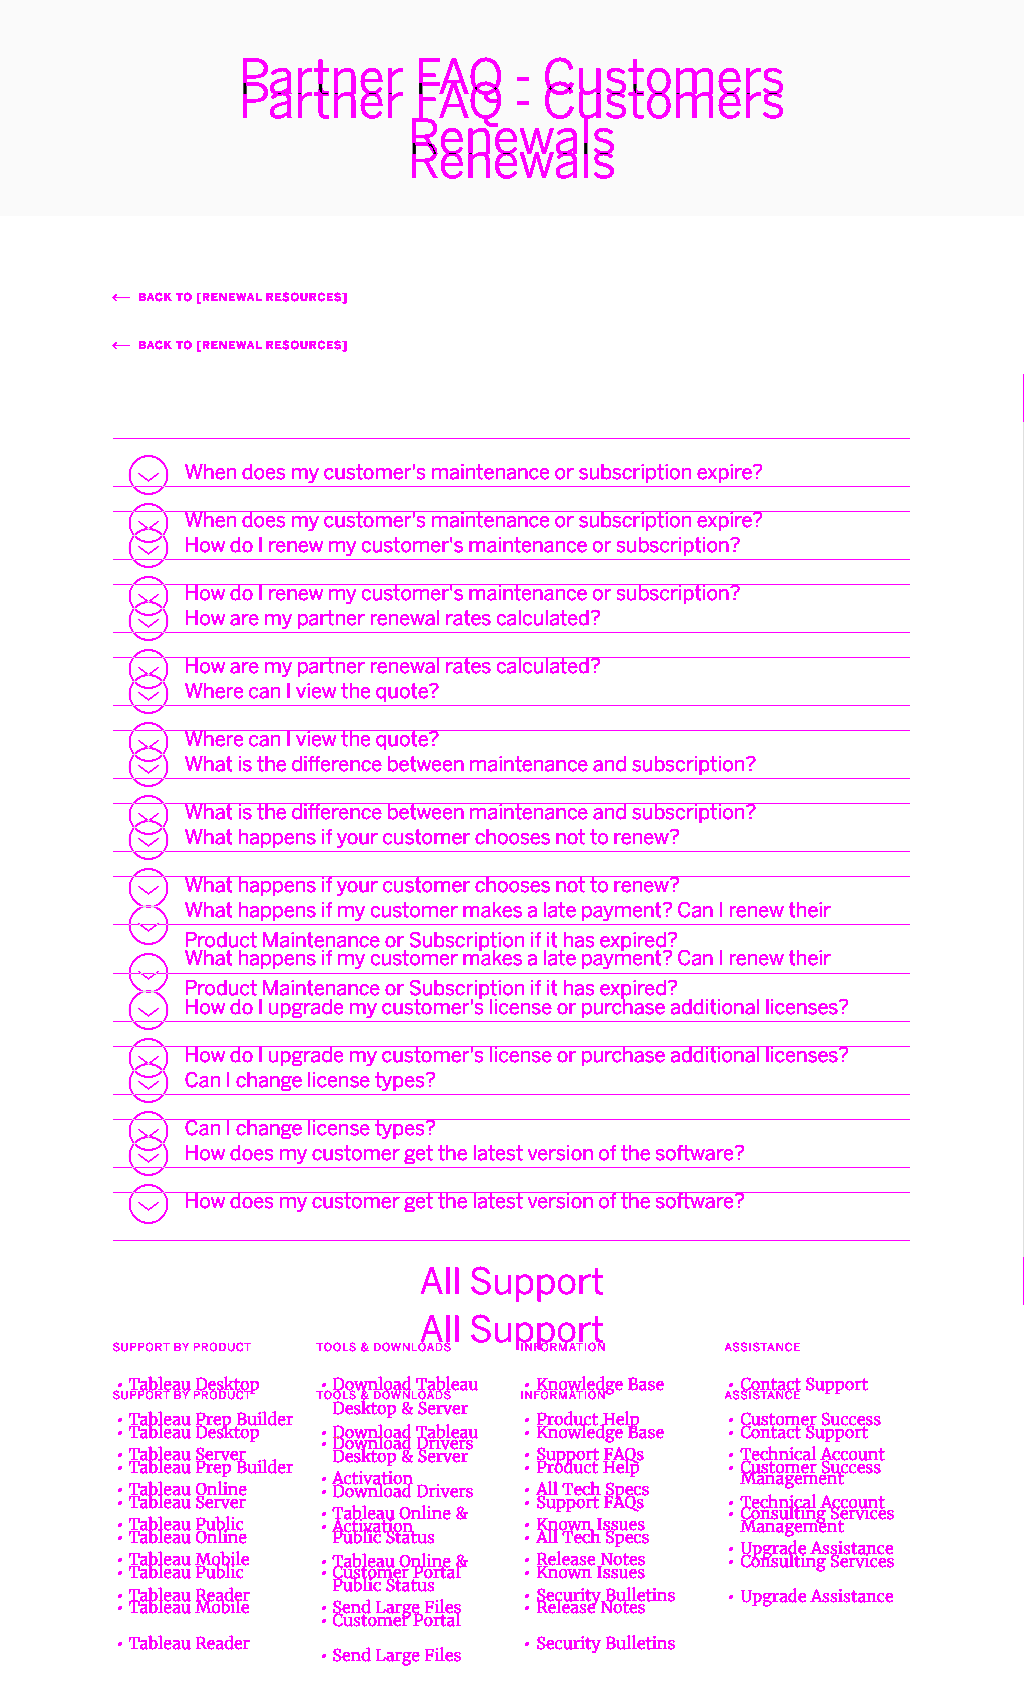 Partner FAQ - Customers
Partner FAQ - Customers
Renewals
Renewals
← BACK TO [RENEWAL RESOURCES]
← BACK TO [RENEWAL RESOURCES]
When does my customer's maintenance or subscription expire?
When does my customer's maintenance or subscription expire?
How do I renew my customer's maintenance or subscription?
How do I renew my customer's maintenance or subscription?
How are my partner renewal rates calculated?
How are my partner renewal rates calculated?
Where can I view the quote?
Where can I view the quote?
What is the difference between maintenance and subscription?
What is the difference between maintenance and subscription?
What happens if your customer chooses not to renew?
What happens if your customer chooses not to renew?
What happens if my customer makes a late payment? Can I renew their
Product Maintenance or Subscription if it has expired?
What happens if my customer makes a late payment? Can I renew their
Product Maintenance or Subscription if it has expired?
How do I upgrade my customer's license or purchase additional licenses?
How do I upgrade my customer's license or purchase additional licenses?
Can I change license types?
Can I change license types?
How does my customer get the latest version of the software?
How does my customer get the latest version of the software?
All Support
All Support
SUPPORT BY PRODUCT
Tableau Desktop
SUPPORT BY PRODUCT
Tableau Prep Builder
Tableau Desktop
Tableau Server
Tableau Prep Builder
Tableau Online
Tableau Server
Tableau Public
Tableau Online
Tableau Mobile
Tableau Public
Tableau Reader
Tableau Mobile
Tableau Reader
TOOLS & DOWNLOADS
Download Tableau
TOOLS & DOWNLOADS
Desktop & Server
Download Tableau
Download Drivers
Desktop & Server
Activation
Download Drivers
Tableau Online &
Activation
Public Status
Tableau Online &
Customer Portal
Public Status
Send Large Files
Customer Portal
Send Large Files
INFORMATION
Knowledge Base
INFORMATION
Product Help
Knowledge Base
Support FAQs
Product Help
All Tech Specs
Support FAQs
Known Issues
All Tech Specs
Release Notes
Known Issues
Security Bulletins
Release Notes
Security Bulletins
ASSISTANCE
Contact Support
ASSISTANCE
Customer Success
Contact Support
Technical Account
Customer Success
Management
Technical Account
Consulting Services
Management
Upgrade Assistance
Consulting Services
Upgrade Assistance